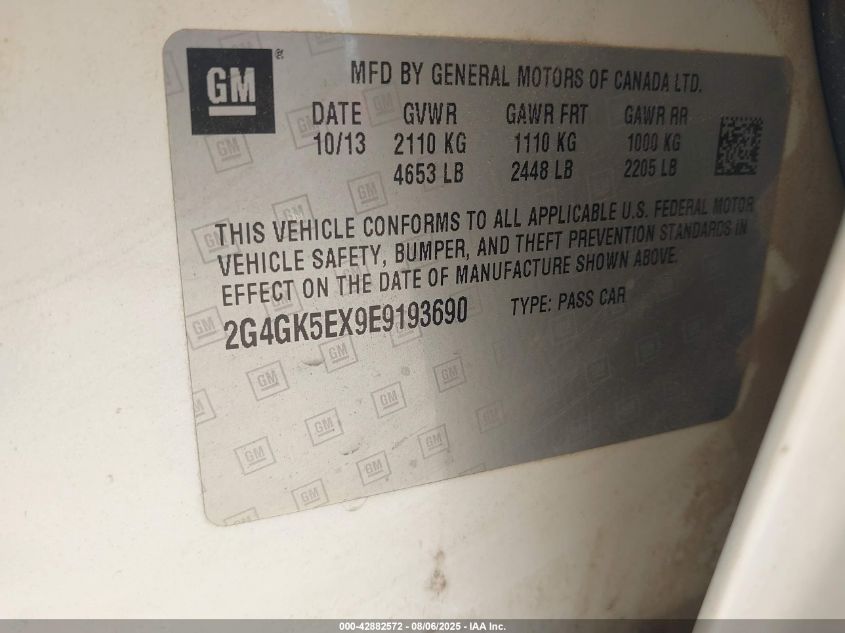 GM ®
MFD BY GENERAL MOTORS OF CANADA LTD.
DATE GVWR GAWR FRT GAWR RR
10/13 2110 KG 1110 KG 1000 KG
4653 LB 2448 LB 2205 LB
THIS VEHICLE CONFORMS TO ALL APPLICABLE U.S. FEDERAL MOTOR
VEHICLE SAFETY, BUMPER, AND THEFT PREVENTION STANDARDS IN
EFFECT ON THE DATE OF MANUFACTURE SHOWN ABOVE.
2G4GK5EX9E9193690 TYPE: PASS CAR
000-42882572 - 08/06/2025 - IAA Inc.